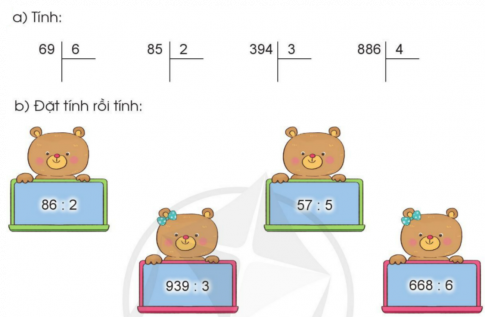 a) Tính:
69 6 85 2 394 3 886 4
b) Đặt tính rồi tính:
86 : 2 57 : 5
939 : 3 668 : 6